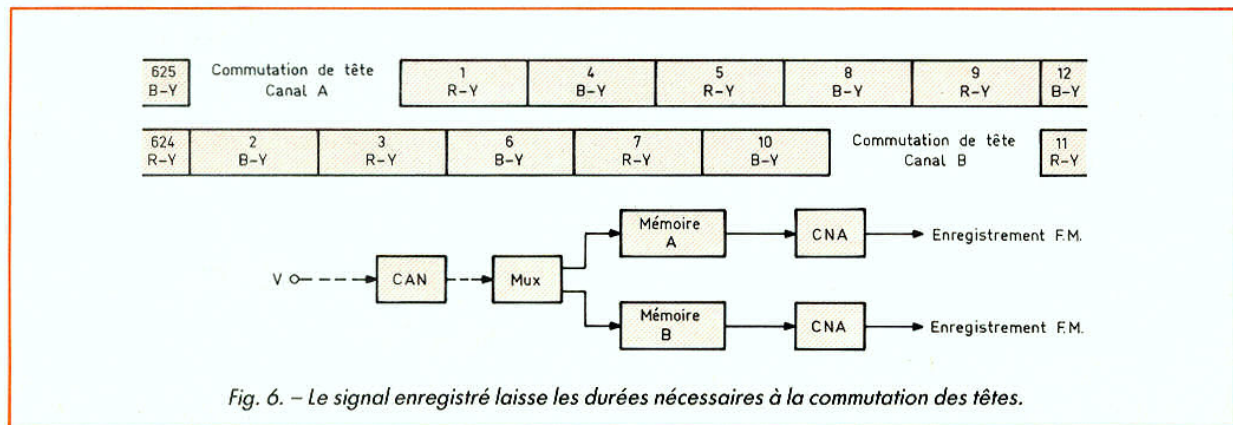 625 Commutation de tête 1 4 5 8 9 12
B-Y Canal A R-Y B-Y R-Y B-Y R-Y B-Y
624 2 3 6 7 10 Commutation de tête 11
R-Y B-Y R-Y B-Y R-Y B-Y Canal B R-Y
Mémoire
A
CNA
Enregistrement F.M.
V
CAN
Mux
Mémoire
B
CNA
Enregistrement F.M.
Fig. 6. – Le signal enregistré laisse les durées nécessaires à la commutation des têtes.